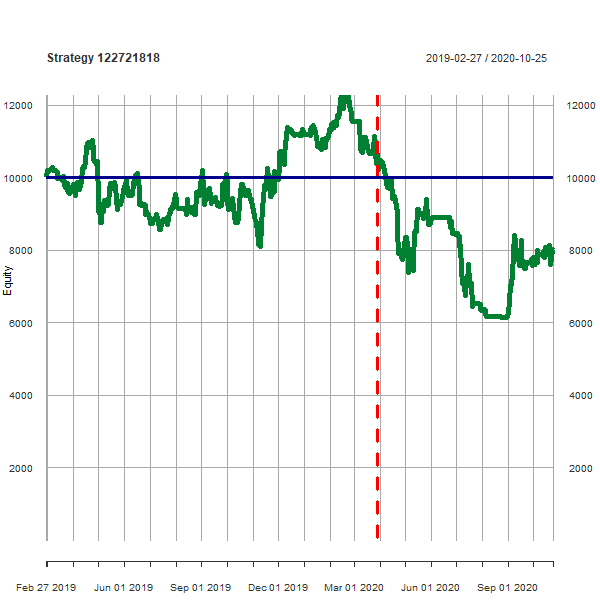 Strategy 122721818
2019-02-27 / 2020-10-25
12000
12000
10000
10000
8000
8000
Equity
6000
6000
4000
4000
2000
2000
Feb 27 2019
Jun 01 2019
Sep 01 2019
Dec 01 2019
Mar 01 2020
Jun 01 2020
Sep 01 2020